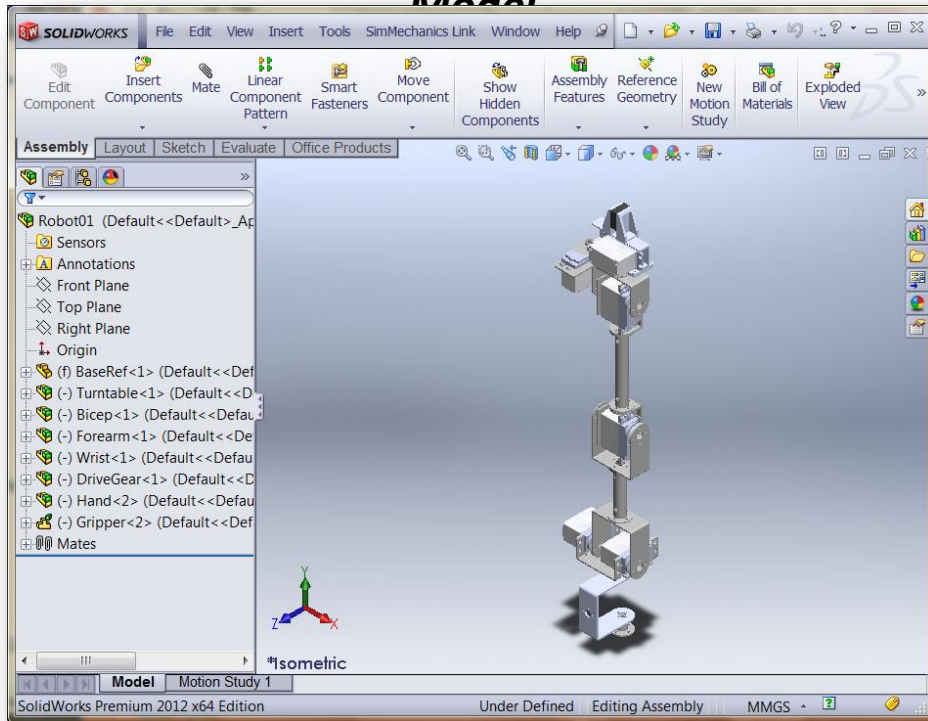 Model
SOLIDWORKS File Edit View Insert Tools SimMechanics Link Window Help
Edit Component
Insert Components
Mate
Linear Component Pattern
Smart Fasteners
Move Component
Show Hidden Components
Assembly Features
Reference Geometry
New Motion Study
Bill of Materials
Exploded View
Assembly Layout Sketch Evaluate Office Products
Robot01 (Default<<Default>_Ap
Sensors
Annotations
Front Plane
Top Plane
Right Plane
Origin
(f) BaseRef<1> (Default<<Def
(-) Turntable<1> (Default<<D
(-) Bicep<1> (Default<<Defau
(-) Forearm<1> (Default<<De
(-) Wrist<1> (Default<<Defau
(-) DriveGear<1> (Default<<D
(-) Hand<2> (Default<<Defau
(-) Gripper<2> (Default<<Def
Mates
Y
Z X
*Isometric
Model Motion Study 1
SolidWorks Premium 2012 x64 Edition Under Defined Editing Assembly MMGS